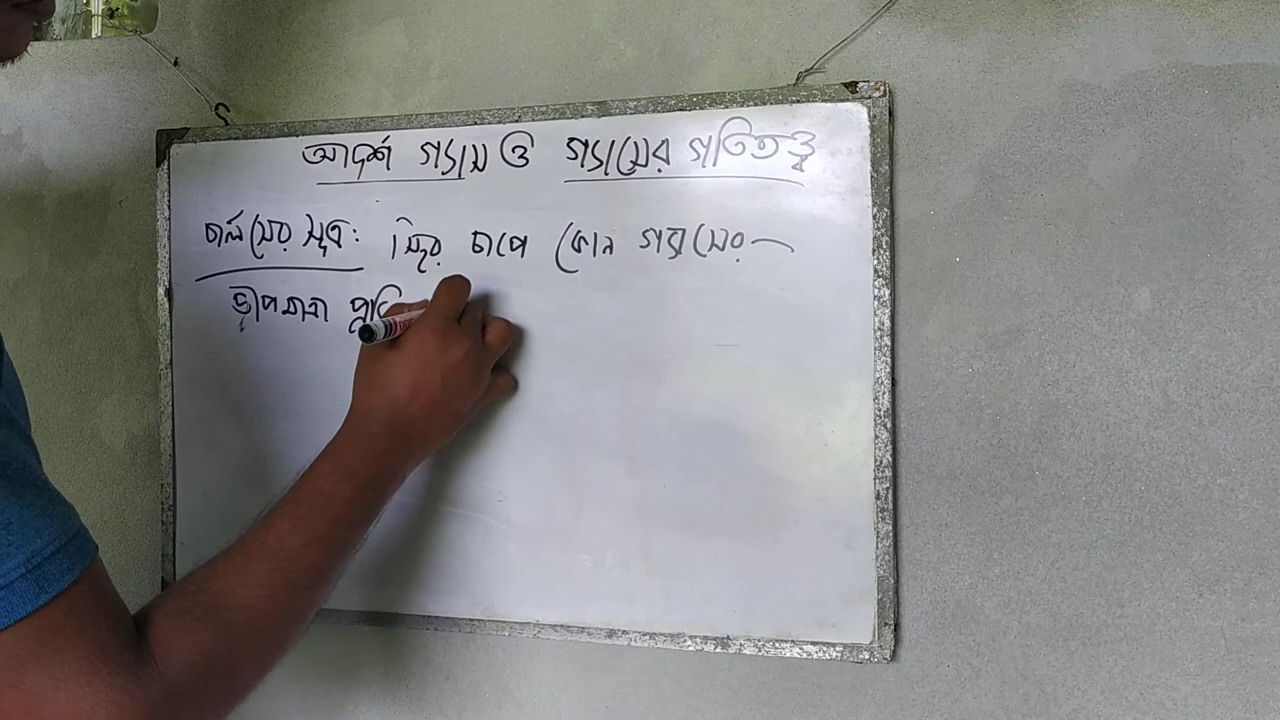 আদর্শ গ্যাস ও গ্যাসের গতিতত্ত্ব
চার্লসের সূত্র: স্থির চাপে কোন গ্যাসের
তাপমাত্রা প্রতি